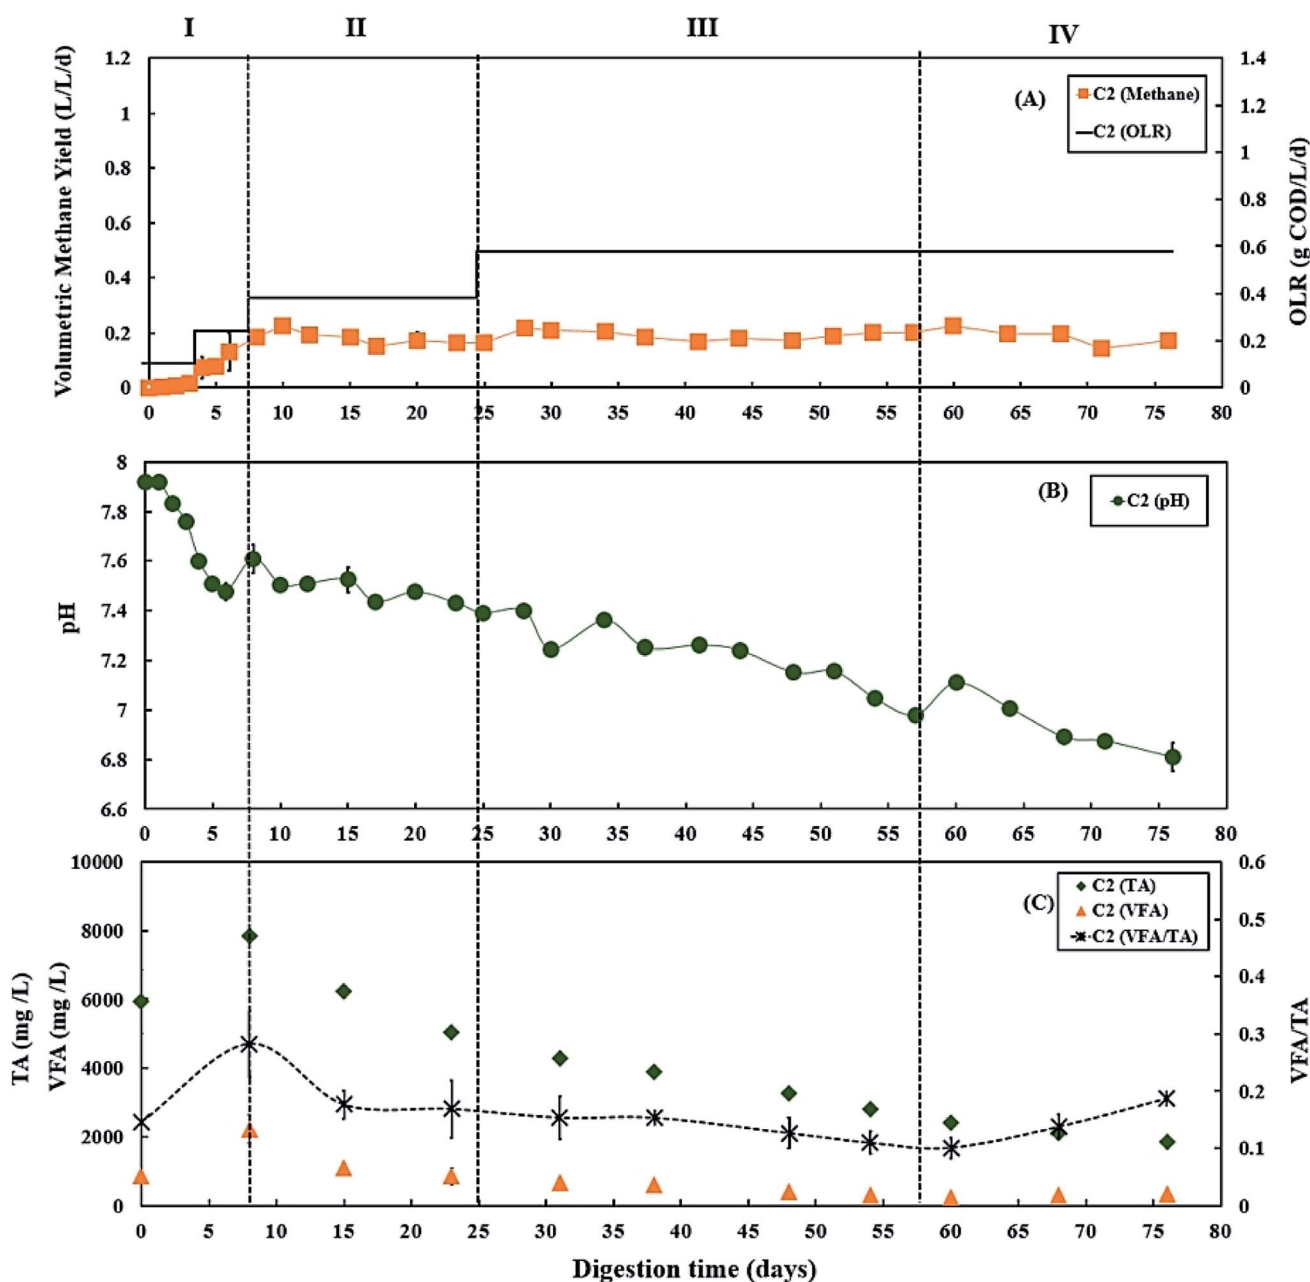 I II III IV
1.2 1.4
(A)
C2 (Methane)
C2 (OLR)
1 1.2
0.8 1
0.6 0.8
0.4 0.6
0.2 0.4
0 0.2
0
Volumetric Methane Yield (L/L/d)
OLR (g COD/L/d)
0 5 10 15 20 25 30 35 40 45 50 55 60 65 70 75 80
8
7.8
7.6
7.4
7.2
7
6.8
6.6
pH
(B)
C2 (pH)
0 5 10 15 20 25 30 35 40 45 50 55 60 65 70 75 80
10000 0.6
8000 0.5
6000 0.4
4000 0.3
2000 0.2
0 0.1
0
TA (mg /L)
VFA (mg /L)
VFA/TA
(C)
C2 (TA)
C2 (VFA)
C2 (VFA/TA)
0 5 10 15 20 25 30 35 40 45 50 55 60 65 70 75 80
Digestion time (days)